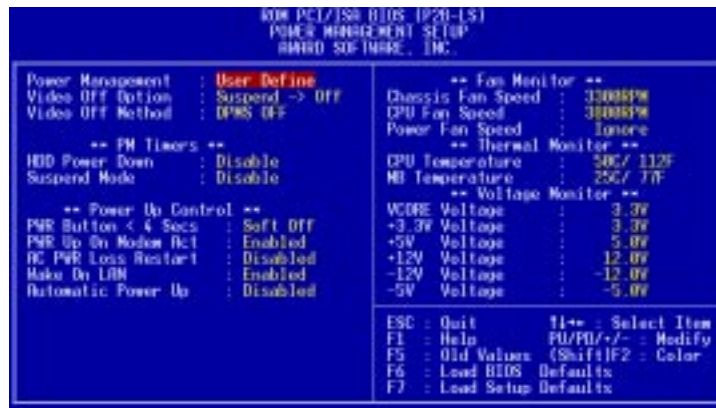 ROM PCI/ISA BIOS (P2B-LS)
POWER MANAGEMENT SETUP
AWARD SOFTWARE, INC.
Power Management : User Define
Video Off Option : Suspend -> Off
Video Off Method : DPMS OFF
** PM Timers **
HDD Power Down : Disable
Suspend Mode : Disable
** Power Up Control **
PWR Button < 4 Secs : Soft Off
PWR Up On Modem Act : Enabled
AC PWR Loss Restart : Disabled
Wake On LAN : Enabled
Automatic Power Up : Disabled
** Fan Monitor **
Chassis Fan Speed : 3300RPM
CPU Fan Speed : 3800RPM
Power Fan Speed : Ignore
** Thermal Monitor **
CPU Temperature : 50C/ 112F
MB Temperature : 25C/ 77F
** Voltage Monitor **
VCORE Voltage : 3.3V
+3.3V Voltage : 3.3V
+5V Voltage : 5.0V
+12V Voltage : 12.0V
-12V Voltage : -12.0V
-5V Voltage : -5.0V
ESC : Quit ↑↓→← : Select Item
F1 : Help PU/PD/+/- : Modify
F5 : Old Values (Shift)F2 : Color
F6 : Load BIOS Defaults
F7 : Load Setup Defaults